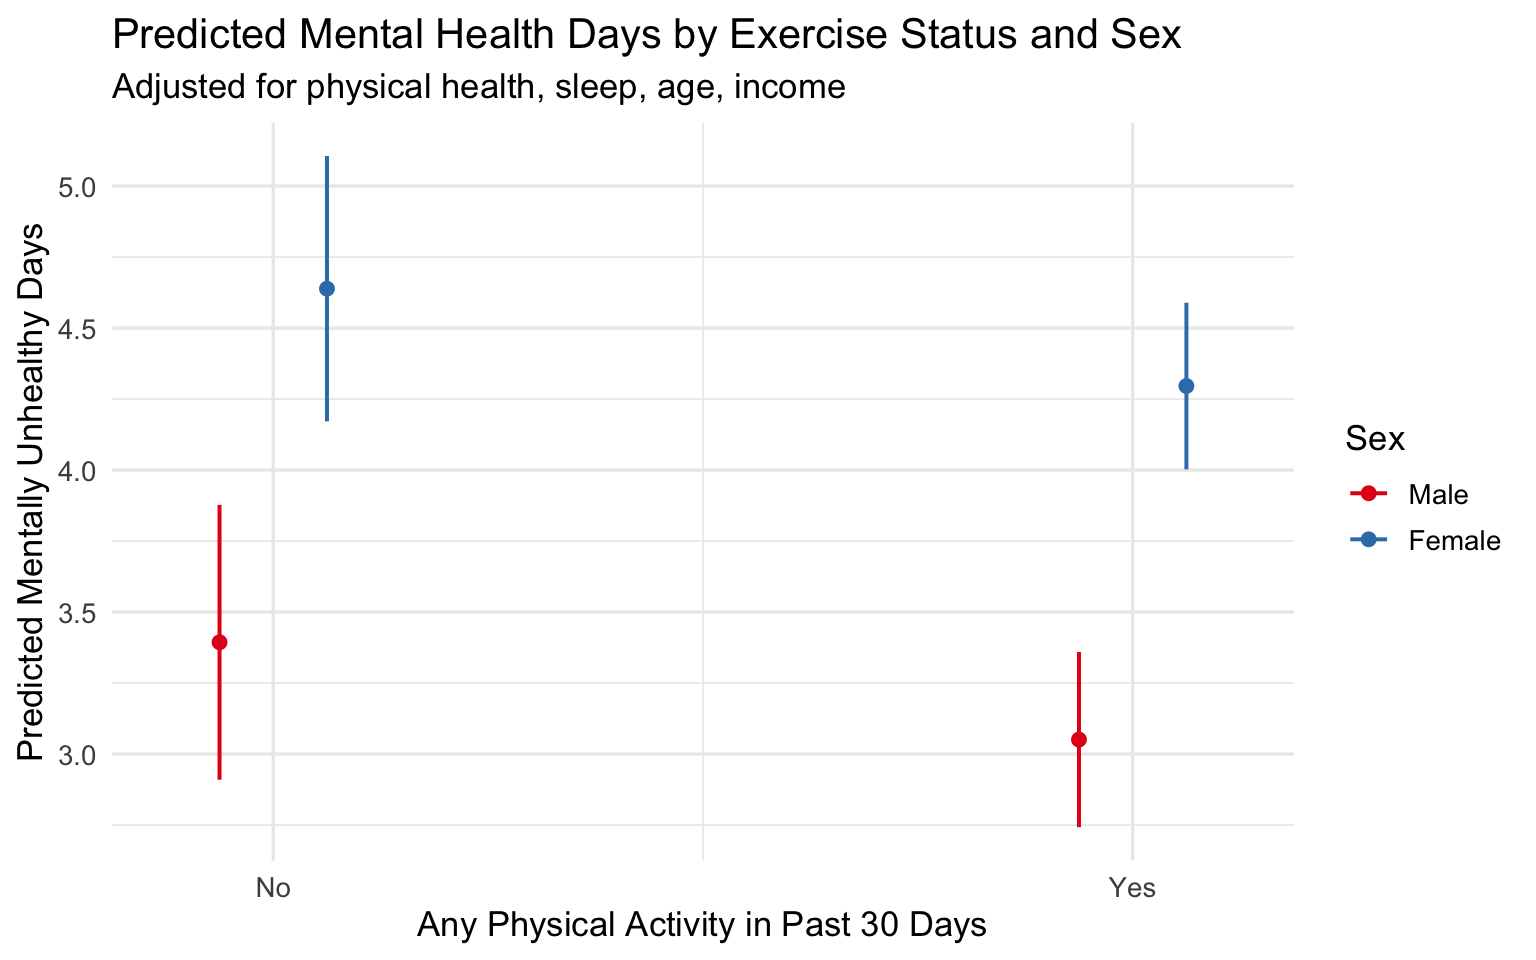 Predicted Mental Health Days by Exercise Status and Sex
Adjusted for physical health, sleep, age, income
Predicted Mentally Unhealthy Days
5.0
4.5
4.0
3.5
3.0
No
Yes
Any Physical Activity in Past 30 Days
Sex
Male
Female